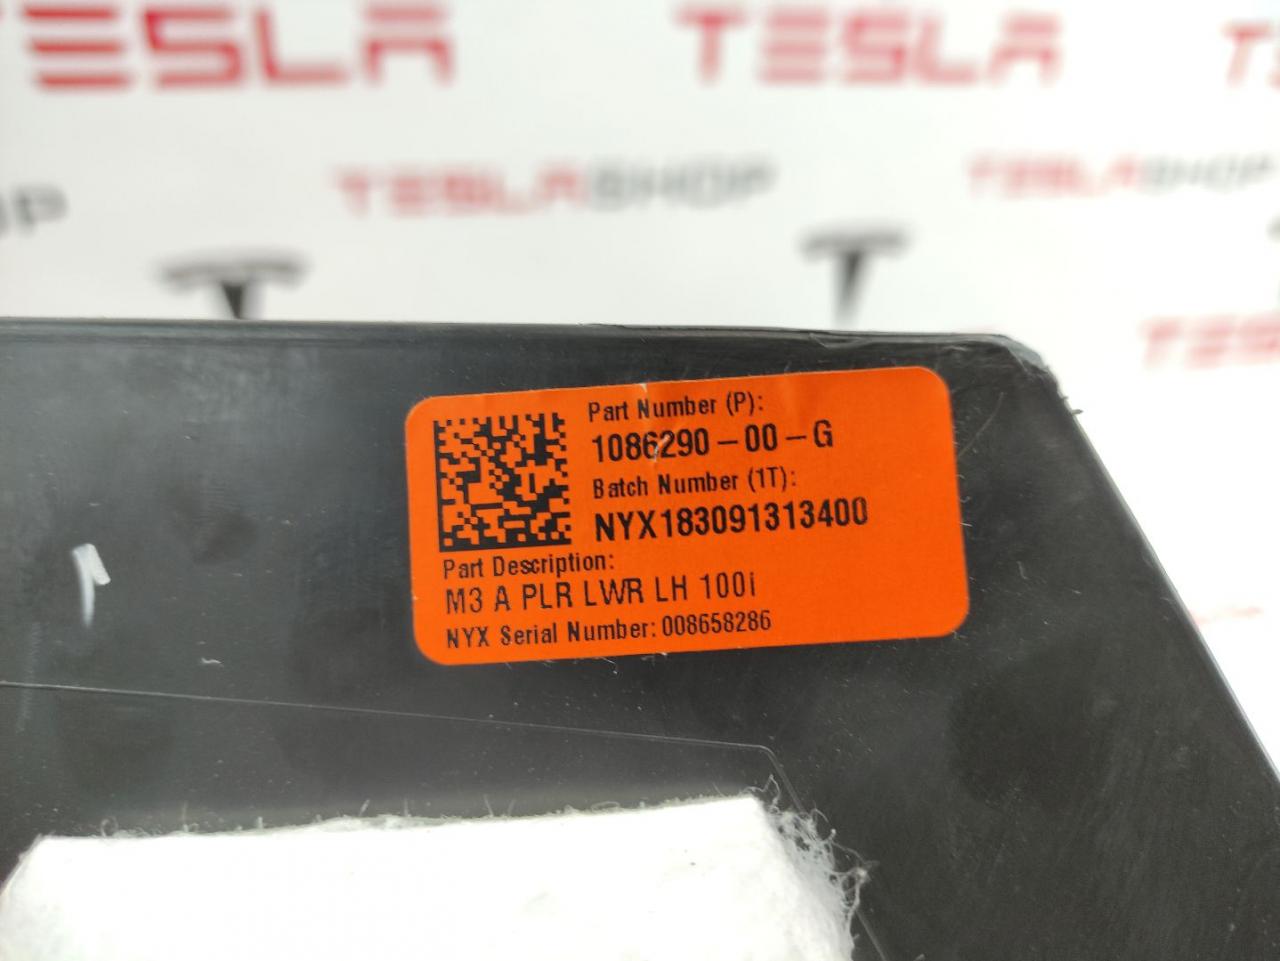 TESLA
TESLA
TESLASHOP
TESLASHOP
Part Number (P):
1086290-00-G
Batch Number (1T):
NYX183091313400
Part Description:
M3 A PLR LWR LH 100i
NYX Serial Number: 008658286